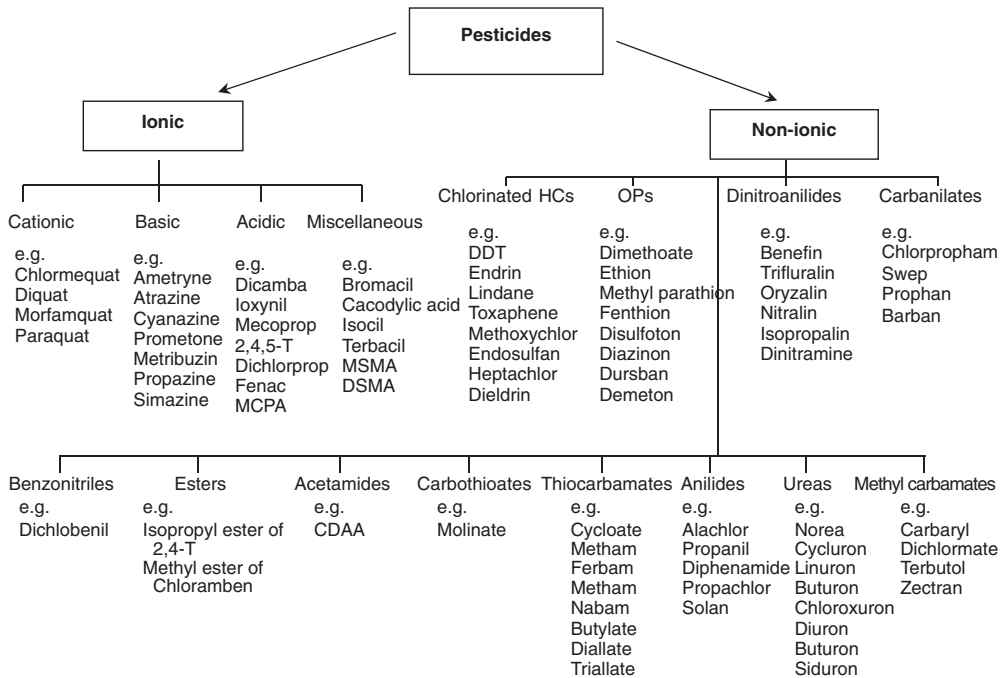 Pesticides
Ionic
Non-ionic
Cationic
e.g.
Chlormequat
Diquat
Morfamquat
Paraquat
Basic
e.g.
Ametryne
Atrazine
Cyanazine
Prometone
Metribuzin
Propazine
Simazine
Acidic
e.g.
Dicamba
Ioxynil
Mecoprop
2,4,5-T
Dichlorprop
Fenac
MCPA
Miscellaneous
e.g.
Bromacil
Cacodylic acid
Isocil
Terbacil
MSMA
DSMA
Chlorinated HCs
e.g.
DDT
Endrin
Lindane
Toxaphene
Methoxychlor
Endosulfan
Heptachlor
Dieldrin
OPs
e.g.
Dimethoate
Ethion
Methyl parathion
Fenthion
Disulfoton
Diazinon
Dursban
Demeton
Dinitroanilides
e.g.
Benefin
Trifluralin
Oryzalin
Nitralin
Isopropalin
Dinitramine
Carbanilates
e.g.
Chlorpropham
Swep
Prophan
Barban
Benzonitriles
e.g.
Dichlobenil
Esters
e.g.
Isopropyl ester of
2,4-T
Methyl ester of
Chloramben
Acetamides
e.g.
CDAA
Carbothioates
e.g.
Molinate
Thiocarbamates
e.g.
Cycloate
Metham
Ferbam
Metham
Nabam
Butylate
Diallate
Triallate
Anilides
e.g.
Alachlor
Propanil
Diphenamide
Propachlor
Solan
Ureas
e.g.
Norea
Cycluron
Linuron
Buturon
Chloroxuron
Diuron
Buturon
Siduron
Methyl carbamates
e.g.
Carbaryl
Dichlormate
Terbutol
Zectran